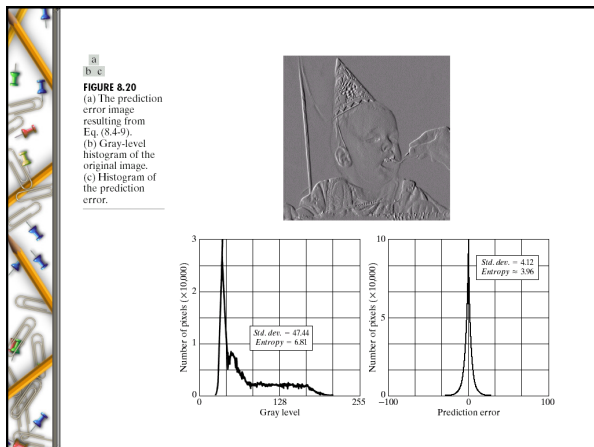 a
b c
FIGURE 8.20
(a) The prediction
error image
resulting from
Eq. (8.4-9).
(b) Gray-level
histogram of the
original image.
(c) Histogram of
the prediction
error.
3
2
1
0
Number of pixels (×10,000)
Std. dev. = 47.44
Entropy = 6.81
0 128 255
Gray level
10
5
0
Number of pixels (×10,000)
Std. dev. = 4.12
Entropy ≈ 3.96
−100 0 100
Prediction error